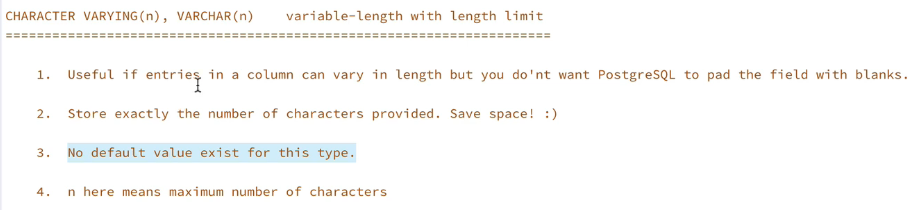 CHARACTER VARYING(n), VARCHAR(n)    variable-length with length limit
======================================================================
1.  Useful if entries in a column can vary in length but you do'nt want PostgreSQL to pad the field with blanks.
2.  Store exactly the number of characters provided. Save space! :)
3.  No default value exist for this type.
4.  n here means maximum number of characters